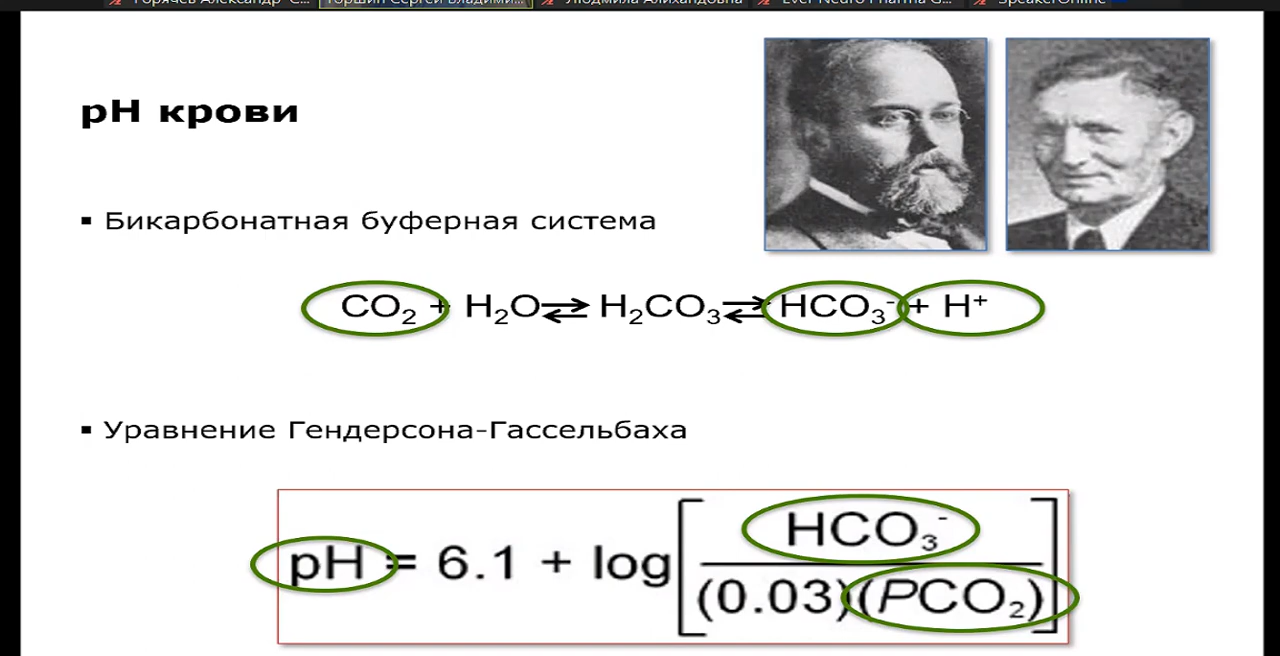 рН крови
▪ Бикарбонатная буферная система
CO₂ + H₂O ⇌ H₂CO₃ ⇌ HCO₃⁻ + H⁺
▪ Уравнение Гендерсона-Гассельбаха
pH = 6.1 + log [ HCO₃⁻
(0.03)(PCO₂) ]